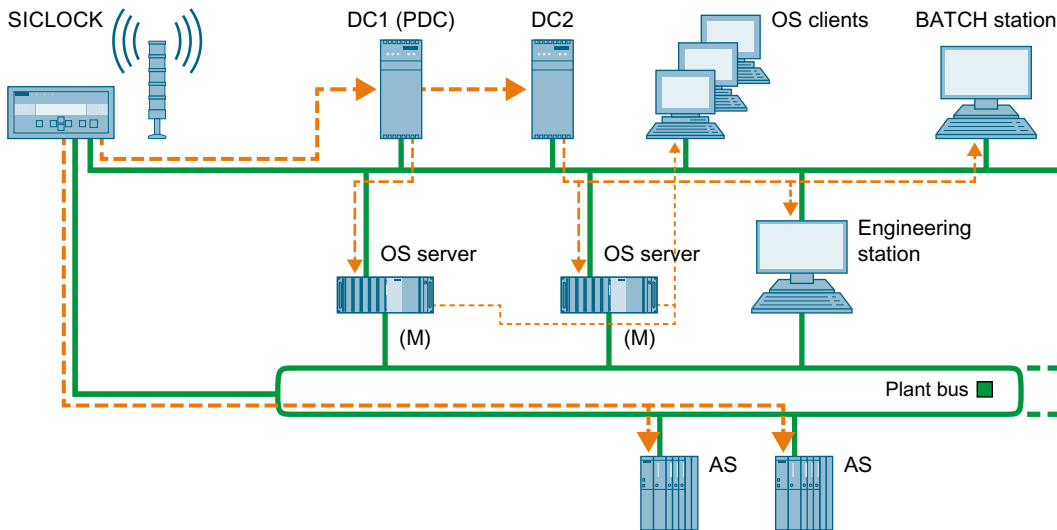 SICLOCK
DC1 (PDC)
DC2
OS clients
BATCH station
OS server
OS server
Engineering
station
(M)
(M)
Plant bus
AS
AS